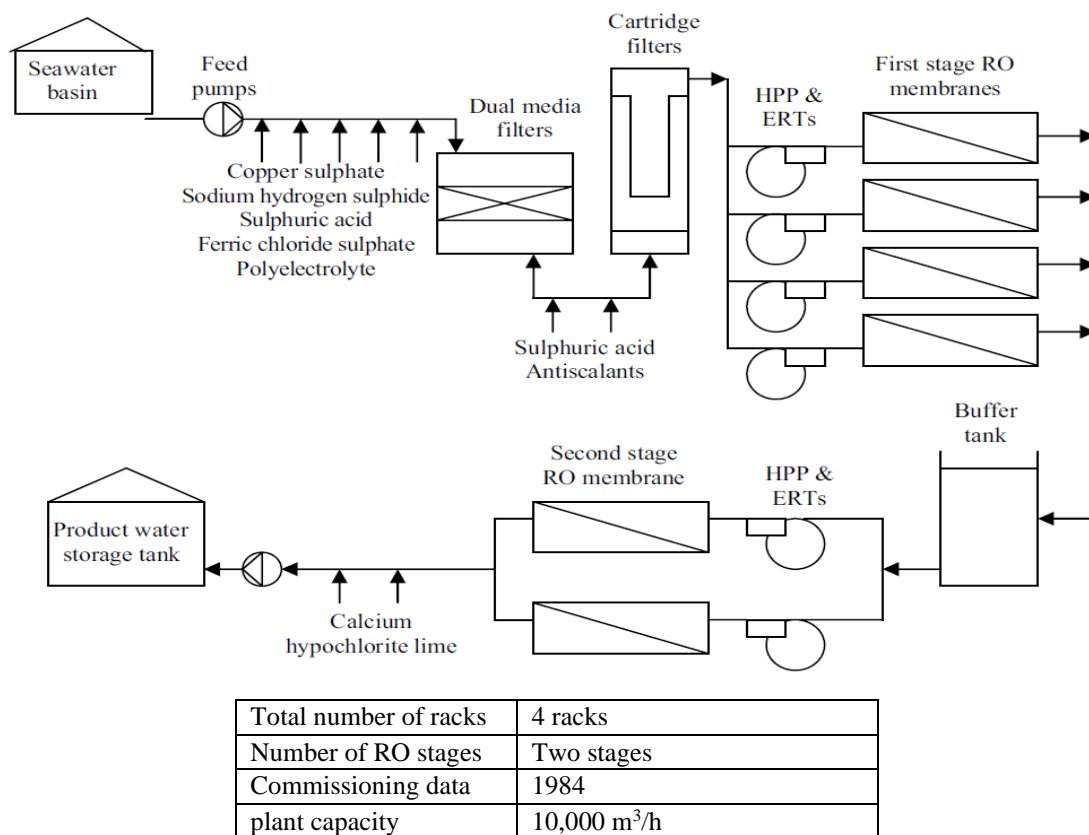 Seawater
basin
Feed
pumps
Copper sulphate
Sodium hydrogen sulphide
Sulphuric acid
Ferric chloride sulphate
Polyelectrolyte
Dual media
filters
Sulphuric acid
Antiscalants
Cartridge
filters
HPP &
ERTs
First stage RO
membranes
Buffer
tank
HPP &
ERTs
Second stage
RO membrane
Calcium
hypochlorite lime
Product water
storage tank
Total number of racks 4 racks
Number of RO stages Two stages
Commissioning data 1984
plant capacity 10,000 m³/h